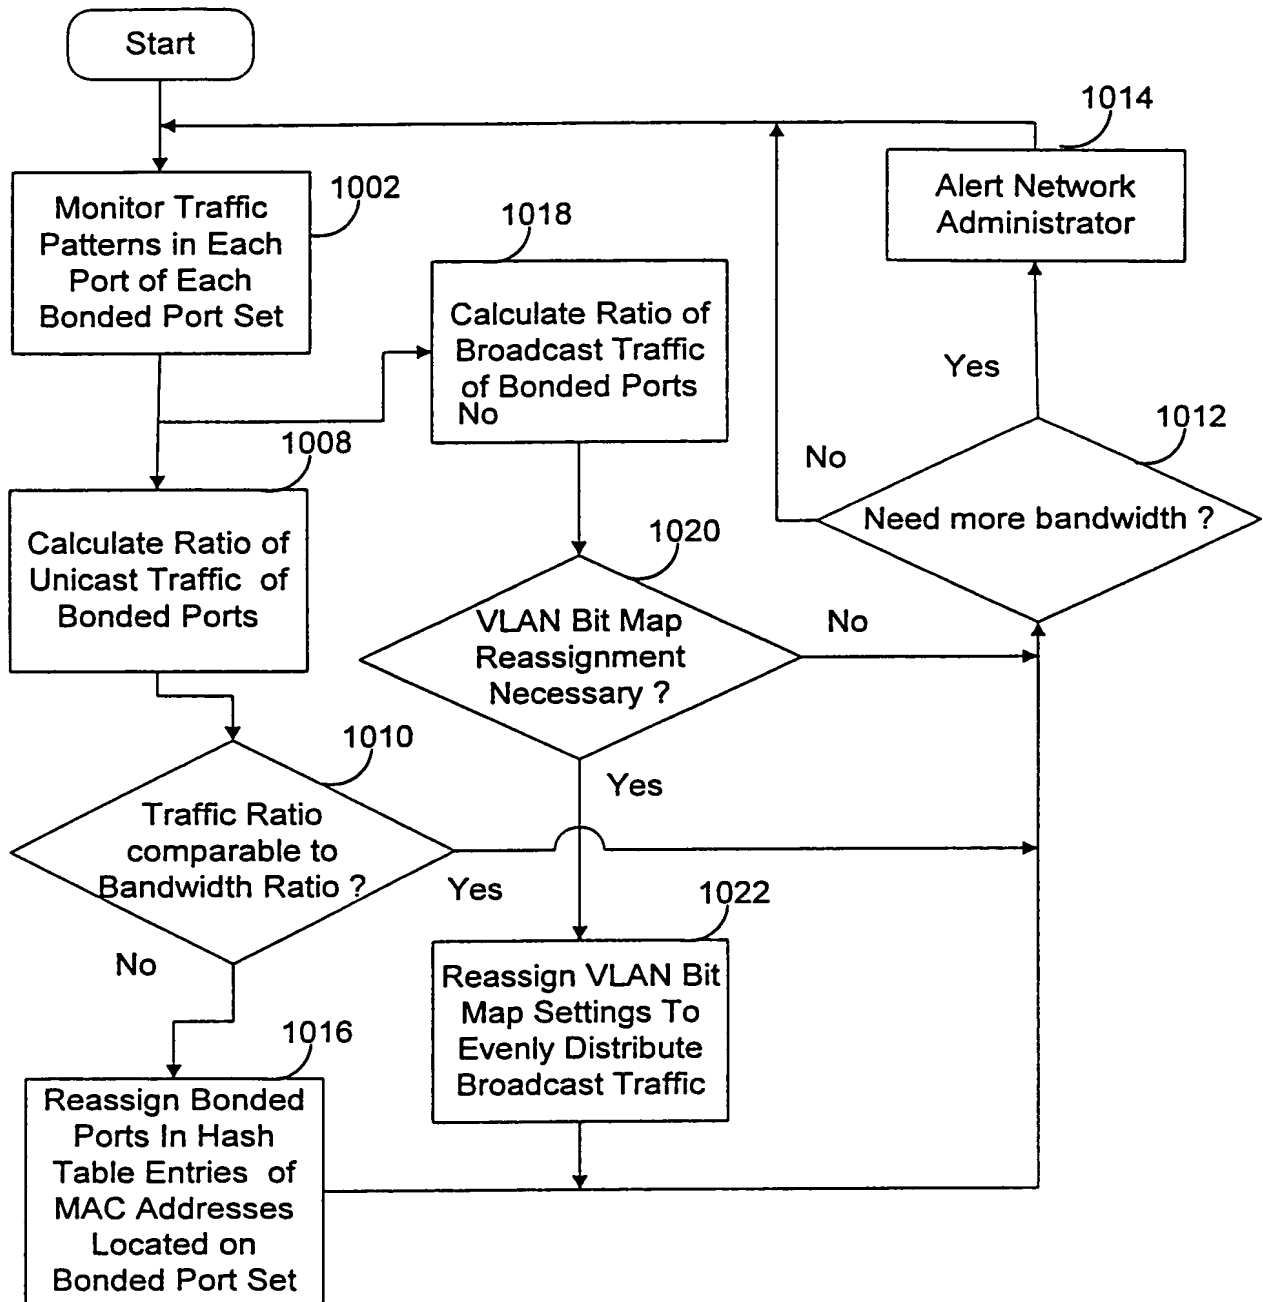 Start
1014
Alert Network
Administrator
1002
Monitor Traffic
Patterns in Each
Port of Each
Bonded Port Set
1018
Calculate Ratio of
Broadcast Traffic
of Bonded Ports
No
Yes
1012
No
Need more bandwidth ?
1008
Calculate Ratio of
Unicast Traffic of
Bonded Ports
1020
VLAN Bit Map
Reassignment
Necessary ?
No
Yes
1010
Traffic Ratio
comparable to
Bandwidth Ratio ?
Yes
No
1022
Reassign VLAN Bit
Map Settings To
Evenly Distribute
Broadcast Traffic
1016
Reassign Bonded
Ports In Hash
Table Entries of
MAC Addresses
Located on
Bonded Port Set